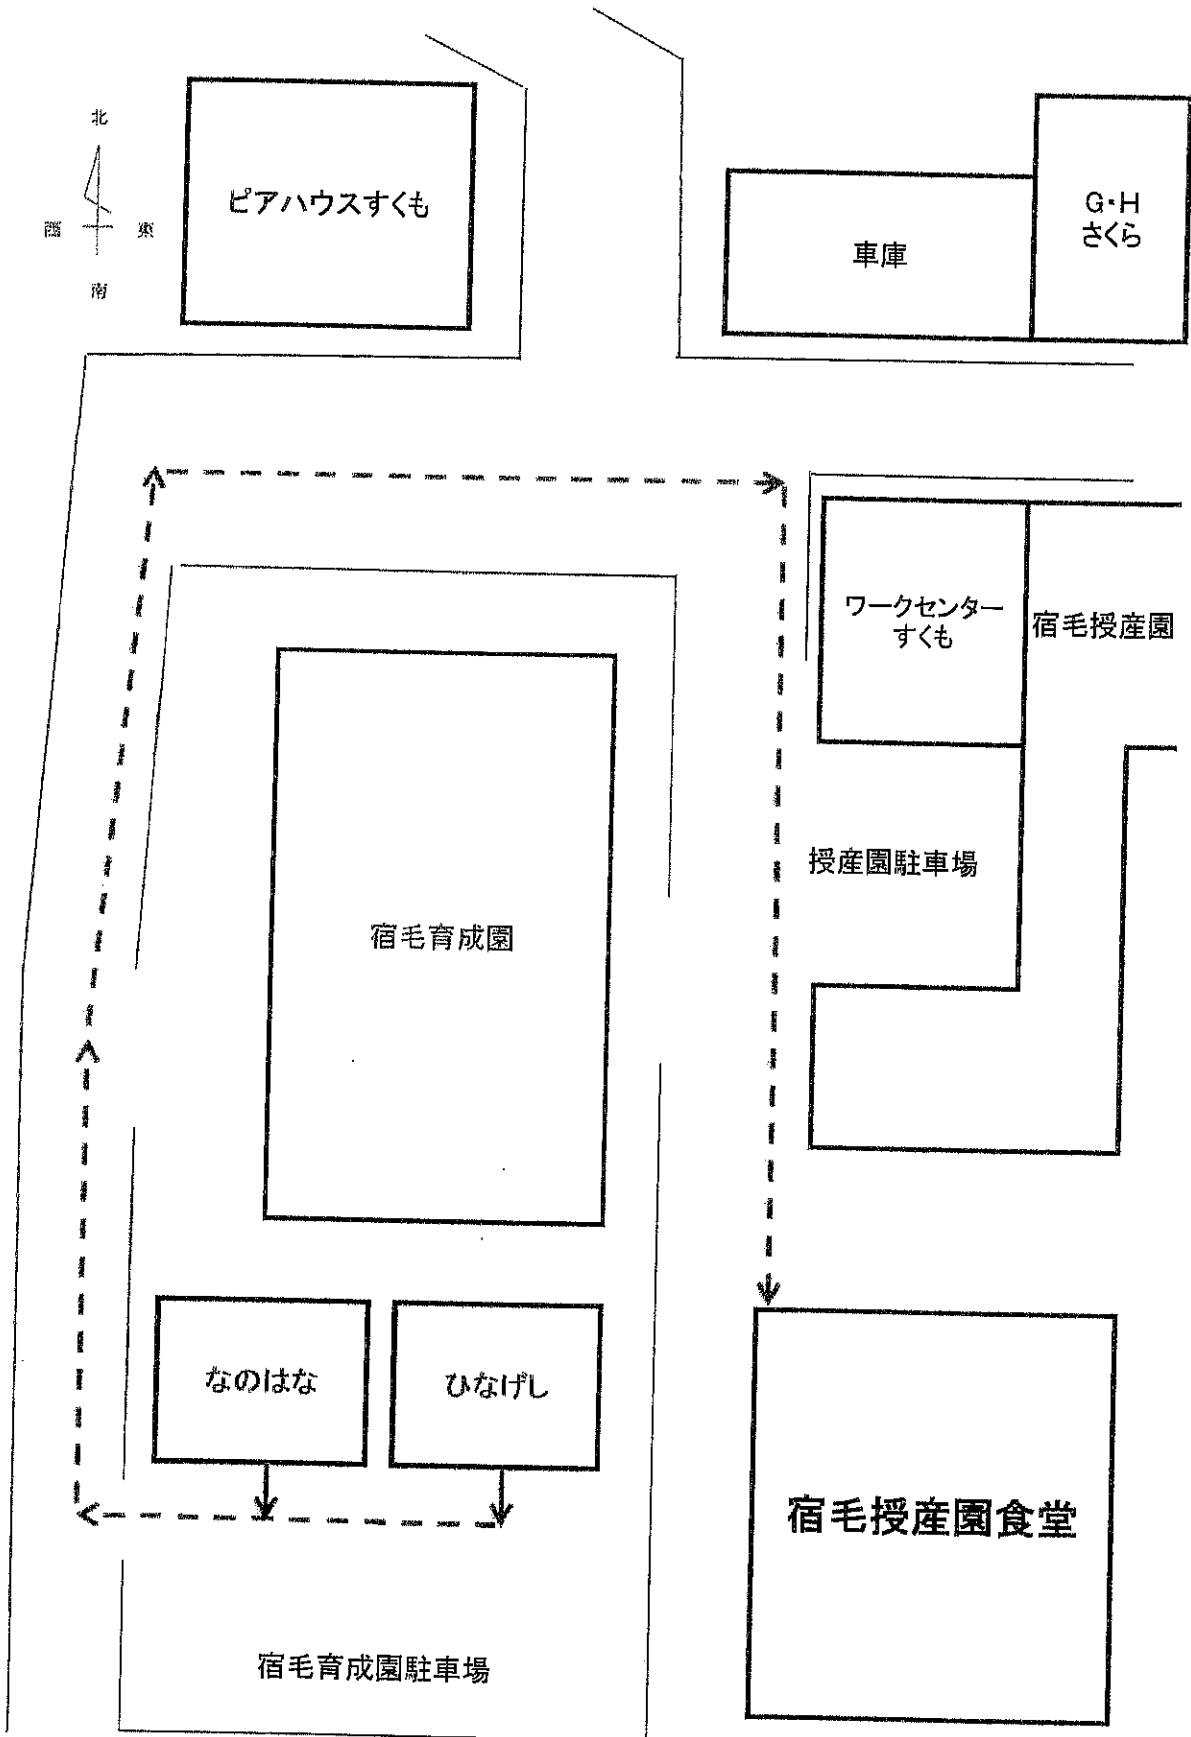 北
西
東
南
ピアハウスすくも
車庫
G・H
さくら
ワークセンター
すくも
宿毛授産園
授産園駐車場
宿毛育成園
なのはな
ひなげし
宿毛授産園食堂
宿毛育成園駐車場